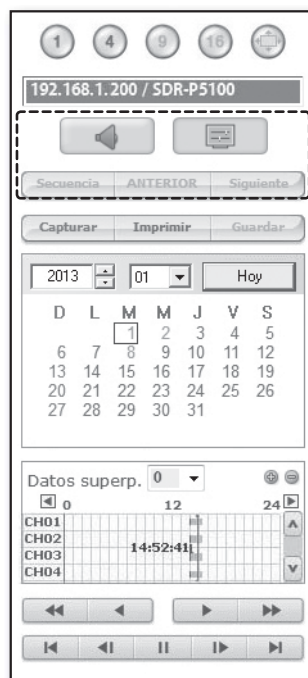 1 4 9 16
192.168.1.200 / SDR-P5100
Secuencia ANTERIOR Siguiente
Capturar Imprimir Guardar
2013 01 Hoy
D L M M J V S
1 2 3 4 5
6 7 8 9 10 11 12
13 14 15 16 17 18 19
20 21 22 23 24 25 26
27 28 29 30 31
Datos superp. 0
0 12 24
CH01
CH02
14:52:41
CH03
CH04